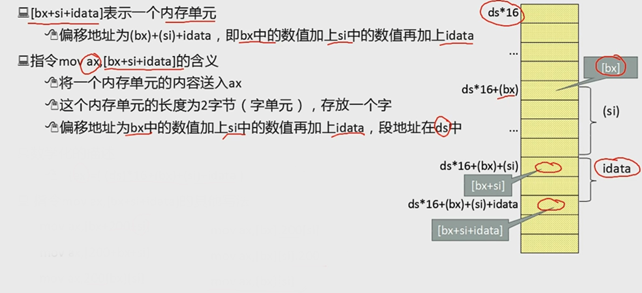 [bx+si+idata]表示一个内存单元
偏移地址为(bx)+(si)+idata，即bx中的数值加上si中的数值再加上idata
指令mov ax,[bx+si+idata]的含义
将一个内存单元的内容送入ax
这个内存单元的长度为2字节（字单元），存放一个字
偏移地址为bx中的数值加上si中的数值再加上idata，段地址在ds中
ds*16
...
[bx]
ds*16+(bx)
(si)
...
ds*16+(bx)+(si)
idata
[bx+si]
ds*16+(bx)+(si)+idata
[bx+si+idata]